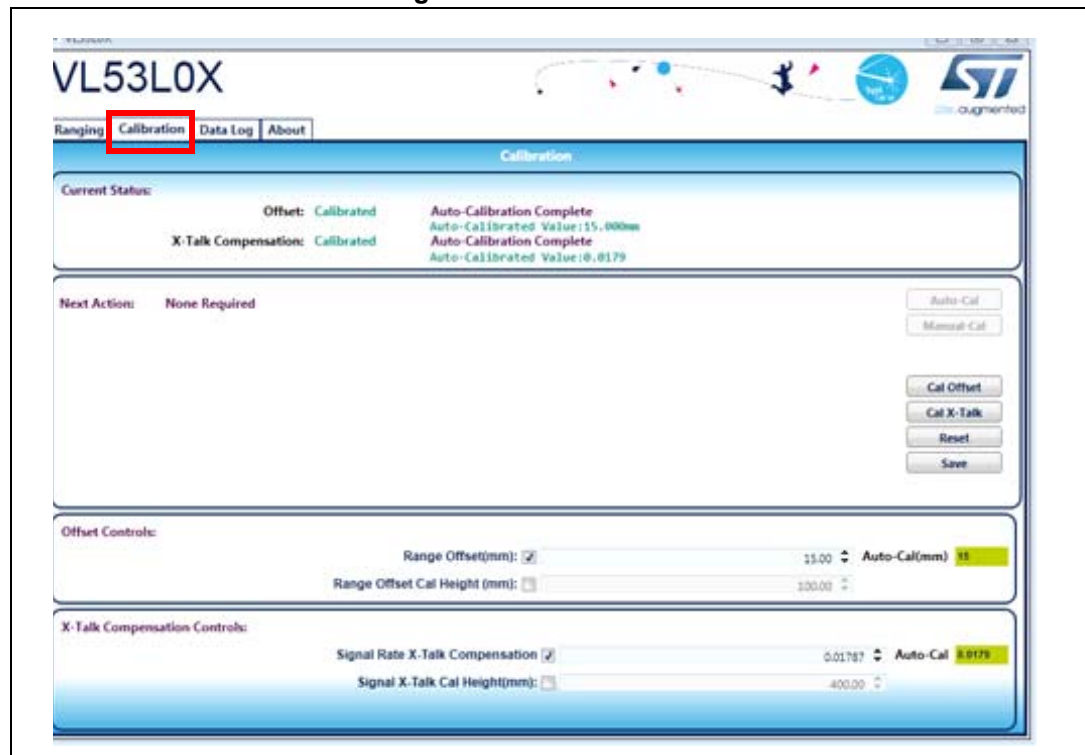 VL53L0X
VL53L0X
augmented
Ranging Calibration Data Log About
Calibration
Current Status:
Offset: Calibrated Auto-Calibration Complete
Auto-Calibrated Value:15.000mm
X-Talk Compensation: Calibrated Auto-Calibration Complete
Auto-Calibrated Value:0.0179
Next Action: None Required
Auto-Cal
Manual-Cal
Cal Offset
Cal X-Talk
Reset
Save
Offset Controls:
Range Offset(mm): 15.00 Auto-Cal(mm) 15
Range Offset Cal Height (mm): 100.00
X-Talk Compensation Controls:
Signal Rate X-Talk Compensation 0.01787 Auto-Cal 0.0179
Signal X-Talk Cal Height(mm): 400.00